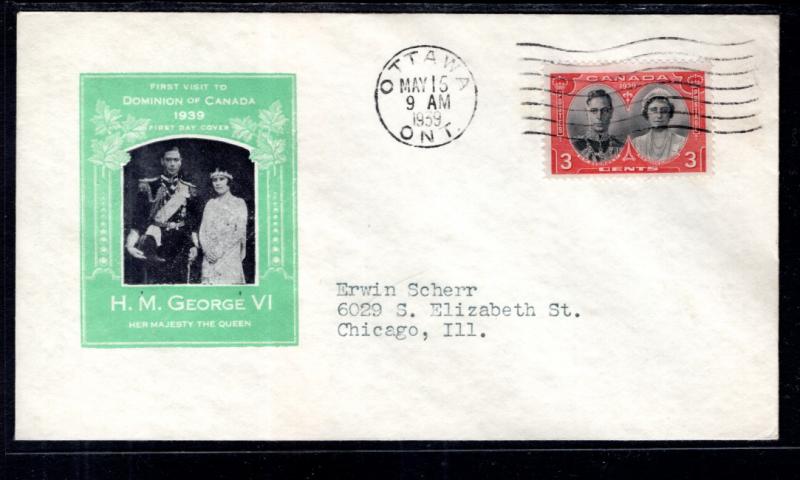 FIRST VISIT TO
DOMINION OF CANADA
1939
FIRST DAY COVER
H. M. GEORGE VI
HER MAJESTY THE QUEEN
OTTAWA
MAY 15
9 AM
1939
ONT.
CANADA
1939
3 CENTS 3
Erwin Scherr
6029 S. Elizabeth St.
Chicago, Ill.